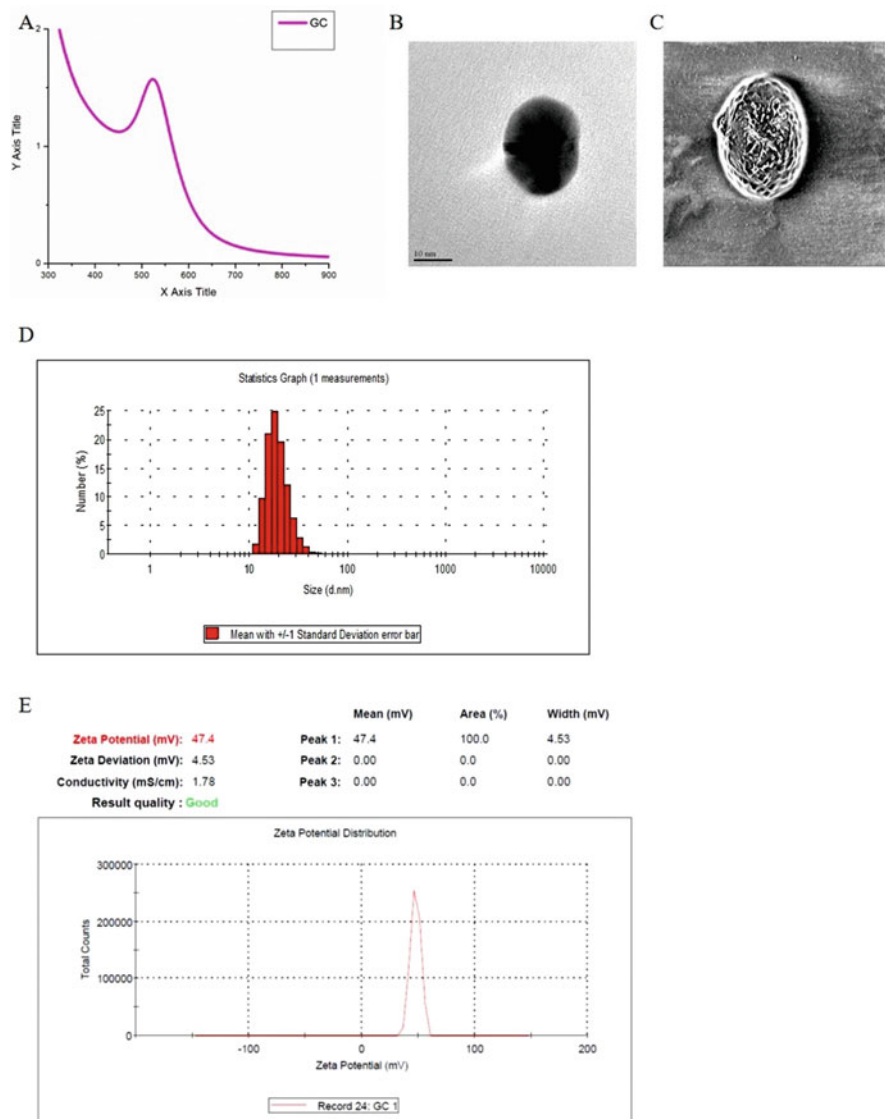 A
GC
2
1
0
Y Axis Title
300 400 500 600 700 800 900
X Axis Title
B
10 nm
C
D
Statistics Graph (1 measurements)
25
20
15
10
5
0
Number (%)
1 10 100 1000 10000
Size (d.nm)
Mean with +/-1 Standard Deviation error bar
E
Mean (mV) Area (%) Width (mV)
Zeta Potential (mV): 47.4 Peak 1: 47.4 100.0 4.53
Zeta Deviation (mV): 4.53 Peak 2: 0.00 0.0 0.00
Conductivity (mS/cm): 1.78 Peak 3: 0.00 0.0 0.00
Result quality : Good
Zeta Potential Distribution
300000
200000
100000
0
Total Counts
-100 0 100 200
Zeta Potential (mV)
Record 24: GC 1